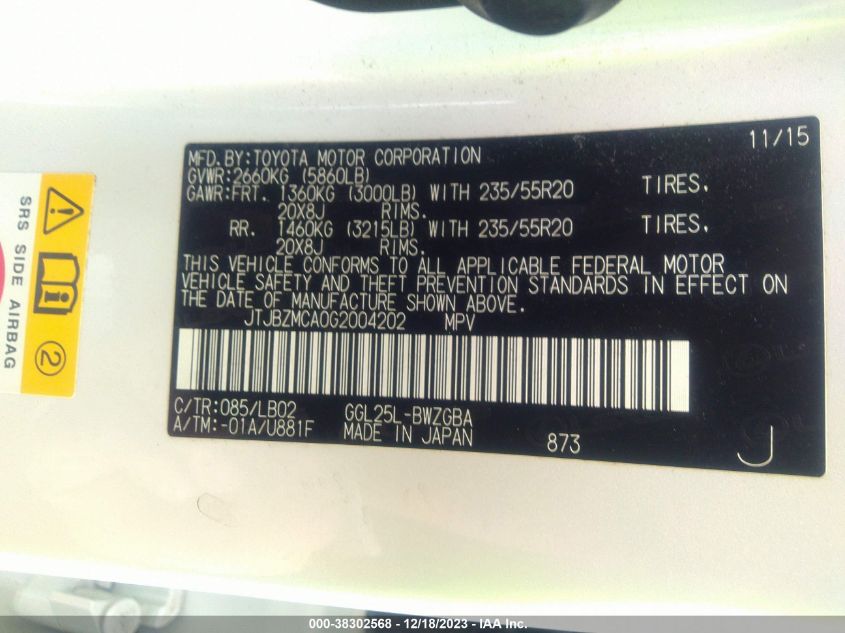 11/15
MFD.BY:TOYOTA MOTOR CORPORATION
GVWR:2660KG (5860LB)
GAWR:FRT. 1360KG (3000LB) WITH 235/55R20 TIRES,
20X8J RIMS.
RR. 1460KG (3215LB) WITH 235/55R20 TIRES,
20X8J RIMS.
THIS VEHICLE CONFORMS TO ALL APPLICABLE FEDERAL MOTOR
VEHICLE SAFETY AND THEFT PREVENTION STANDARDS IN EFFECT ON
THE DATE OF MANUFACTURE SHOWN ABOVE.
JTJBZMCA0G2004202 MPV
C/TR:085/LB02 GGL25L-BWZGBA
A/TM:-01A/U881F MADE IN JAPAN 873 J
SRS SIDE AIRBAG
2
000-38302568 - 12/18/2023 - IAA Inc.